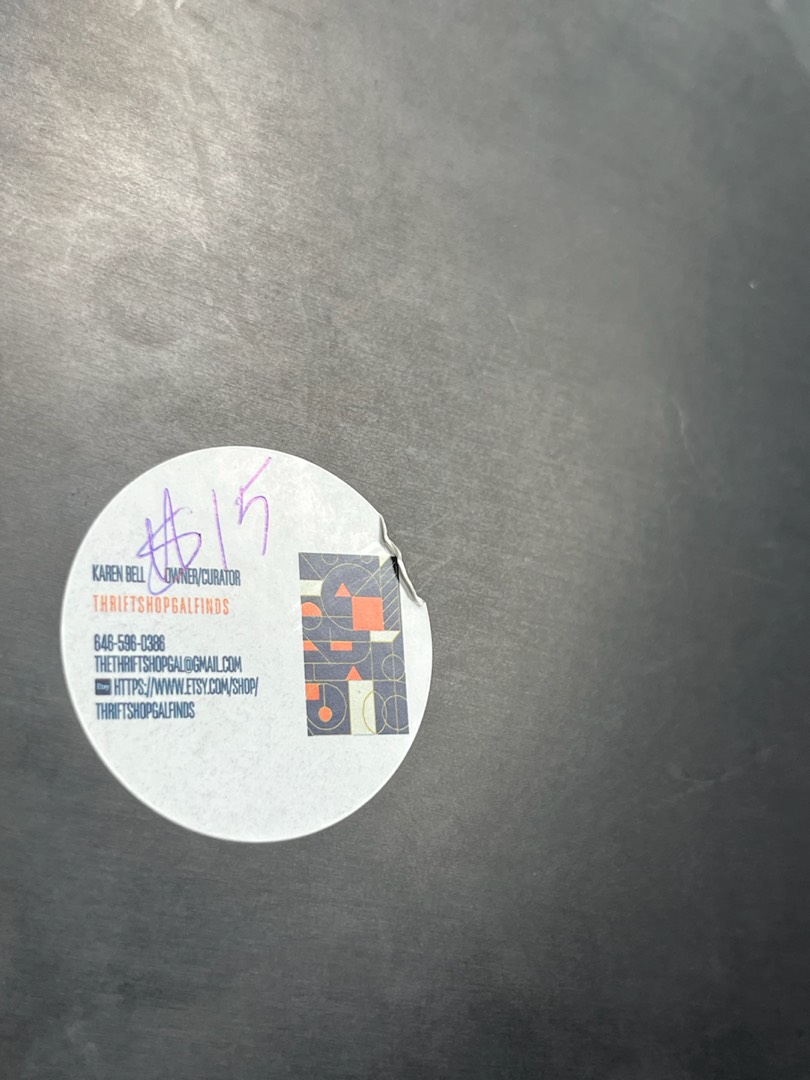 $15
KAREN BELL OWNER/CURATOR
THRIFTSHOPGALFINDS
646-596-0386
THETHRIFTSHOPGAL@GMAIL.COM
Etsy HTTPS://WWW.ETSY.COM/SHOP/
THRIFTSHOPGALFINDS